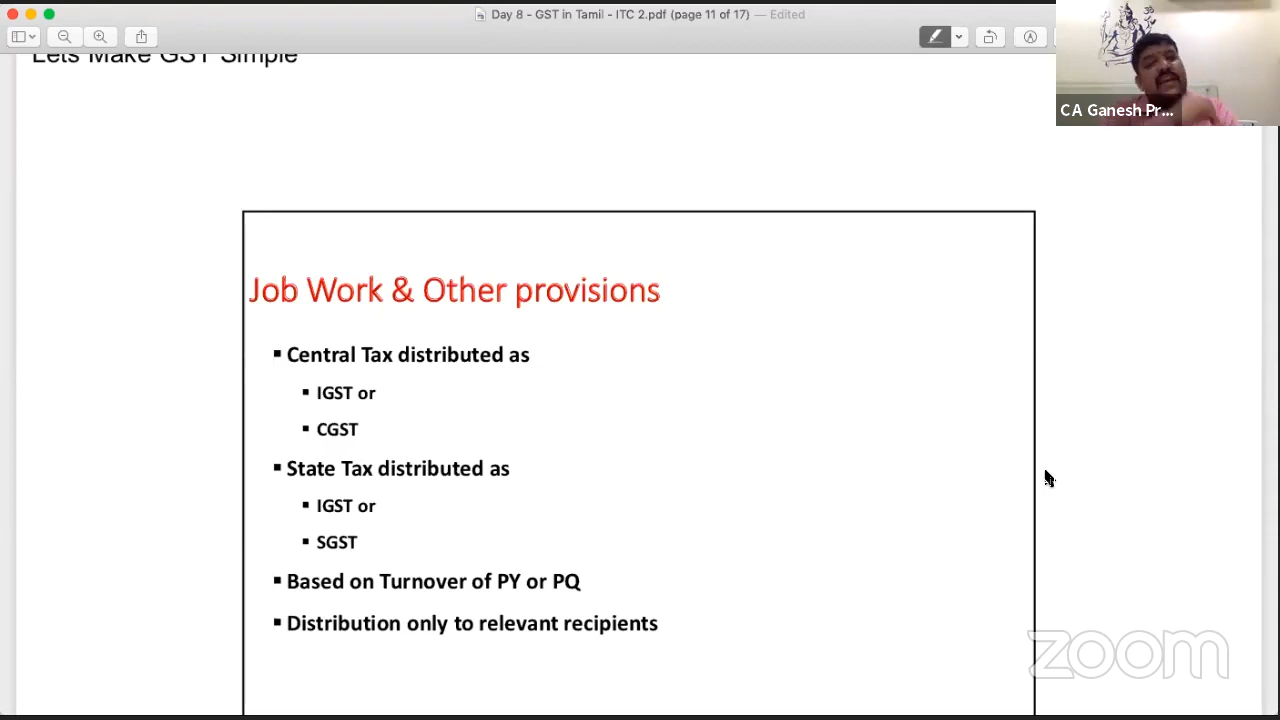 Day 8 - GST in Tamil - ITC 2.pdf (page 11 of 17) — Edited
Lets Make GST Simple
CA Ganesh Pr...
Job Work & Other provisions
▪ Central Tax distributed as
▪ IGST or
▪ CGST
▪ State Tax distributed as
▪ IGST or
▪ SGST
▪ Based on Turnover of PY or PQ
▪ Distribution only to relevant recipients
zoom